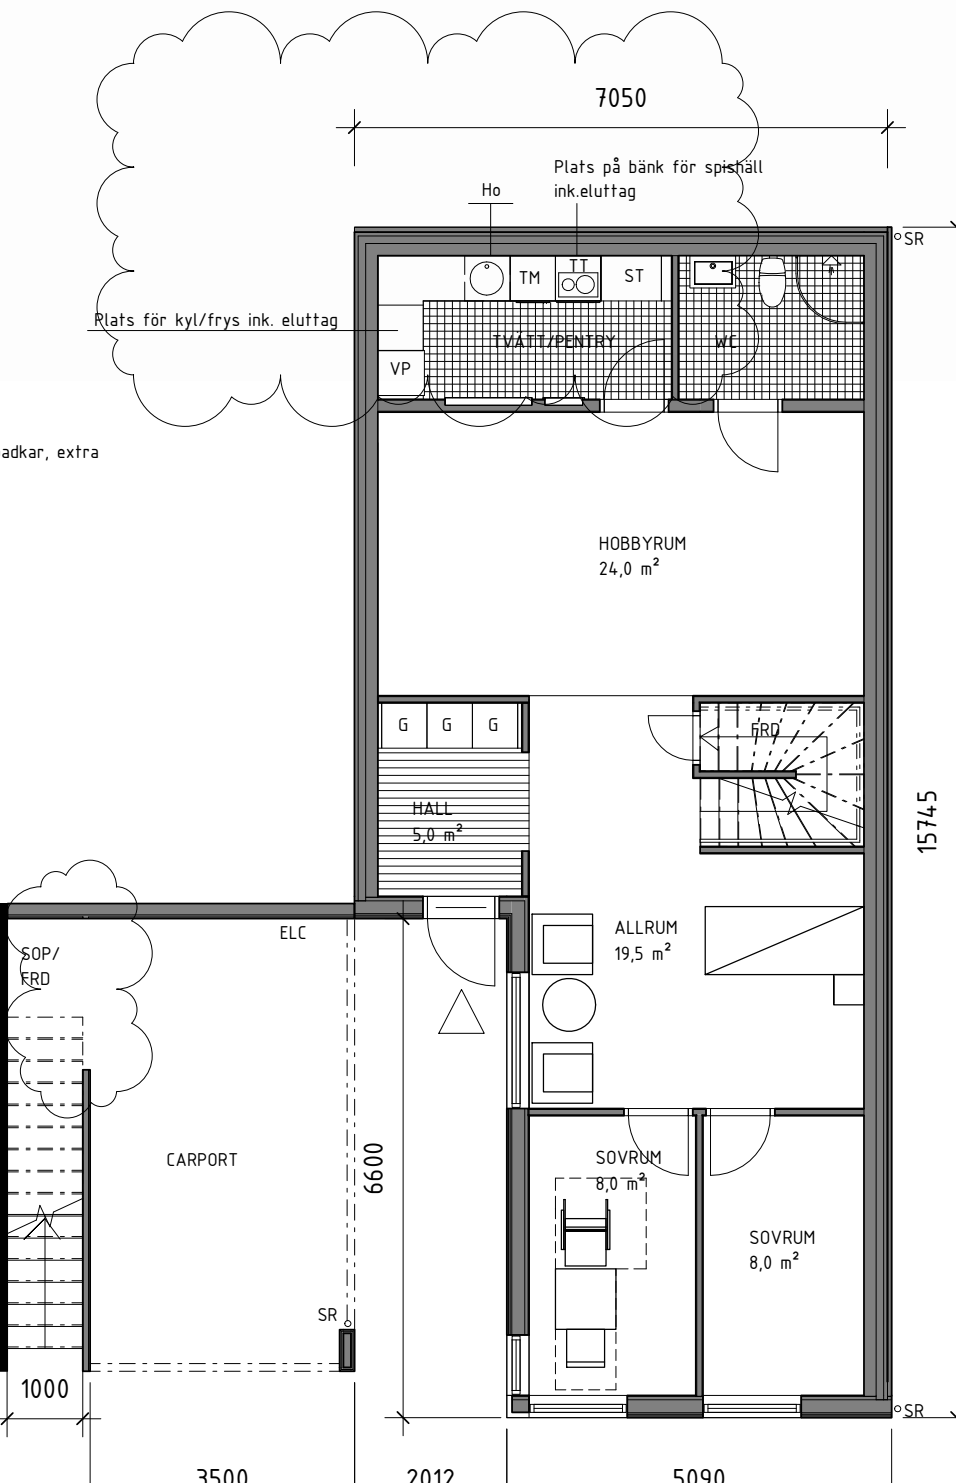 7050
Plats på bänk för spishäll
ink.eluttag
Ho
SR
TT
TM
ST
Plats för kyl/frys ink. eluttag
TVÄTT/PENTRY
WC
VP
adkar, extra
HOBBYRUM
24,0 m²
G G G
FRD
HALL
5,0 m²
15745
ELC
ALLRUM
19,5 m²
SOP/
FRD
CARPORT
6600
SOVRUM
8,0 m²
SOVRUM
8,0 m²
SR
1000
SR
3500
2012
5090